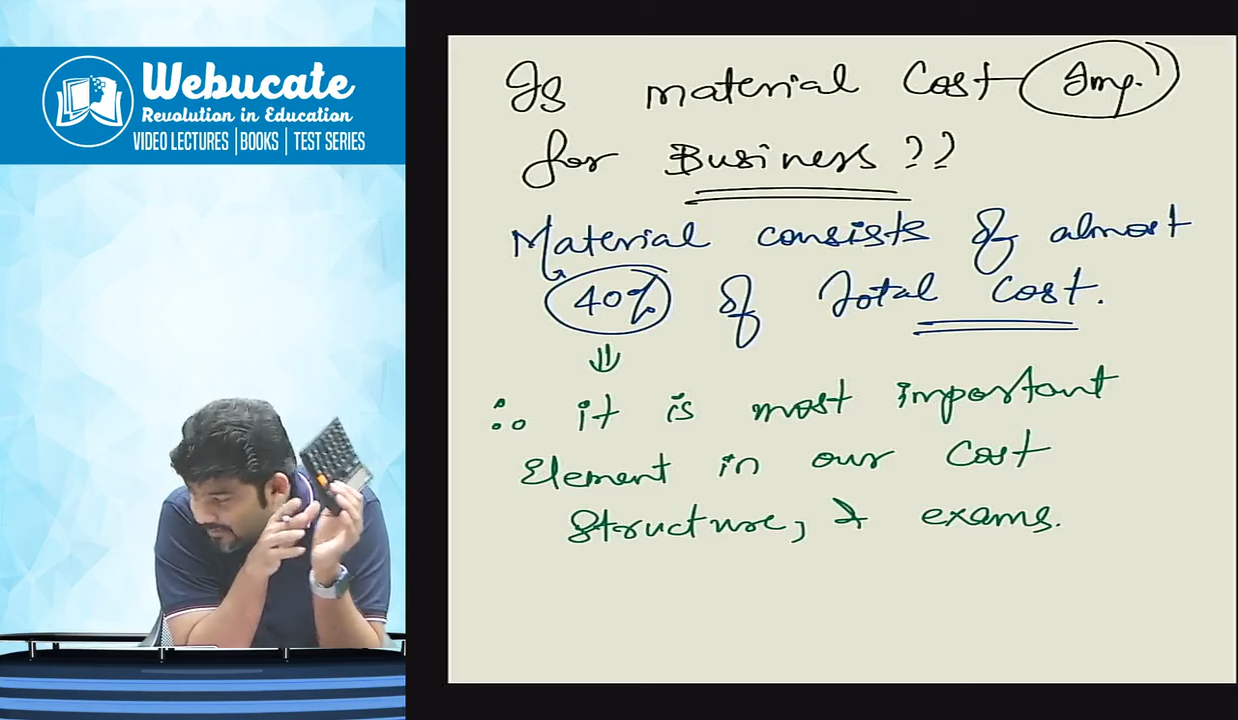 Webucate
Revolution in Education
VIDEO LECTURES | BOOKS | TEST SERIES
Is material Cost Imp.
for Business ??
Material consists of almost
40% of Total Cost.
∴ it is most important
Element in our Cost
Structure, & exams.